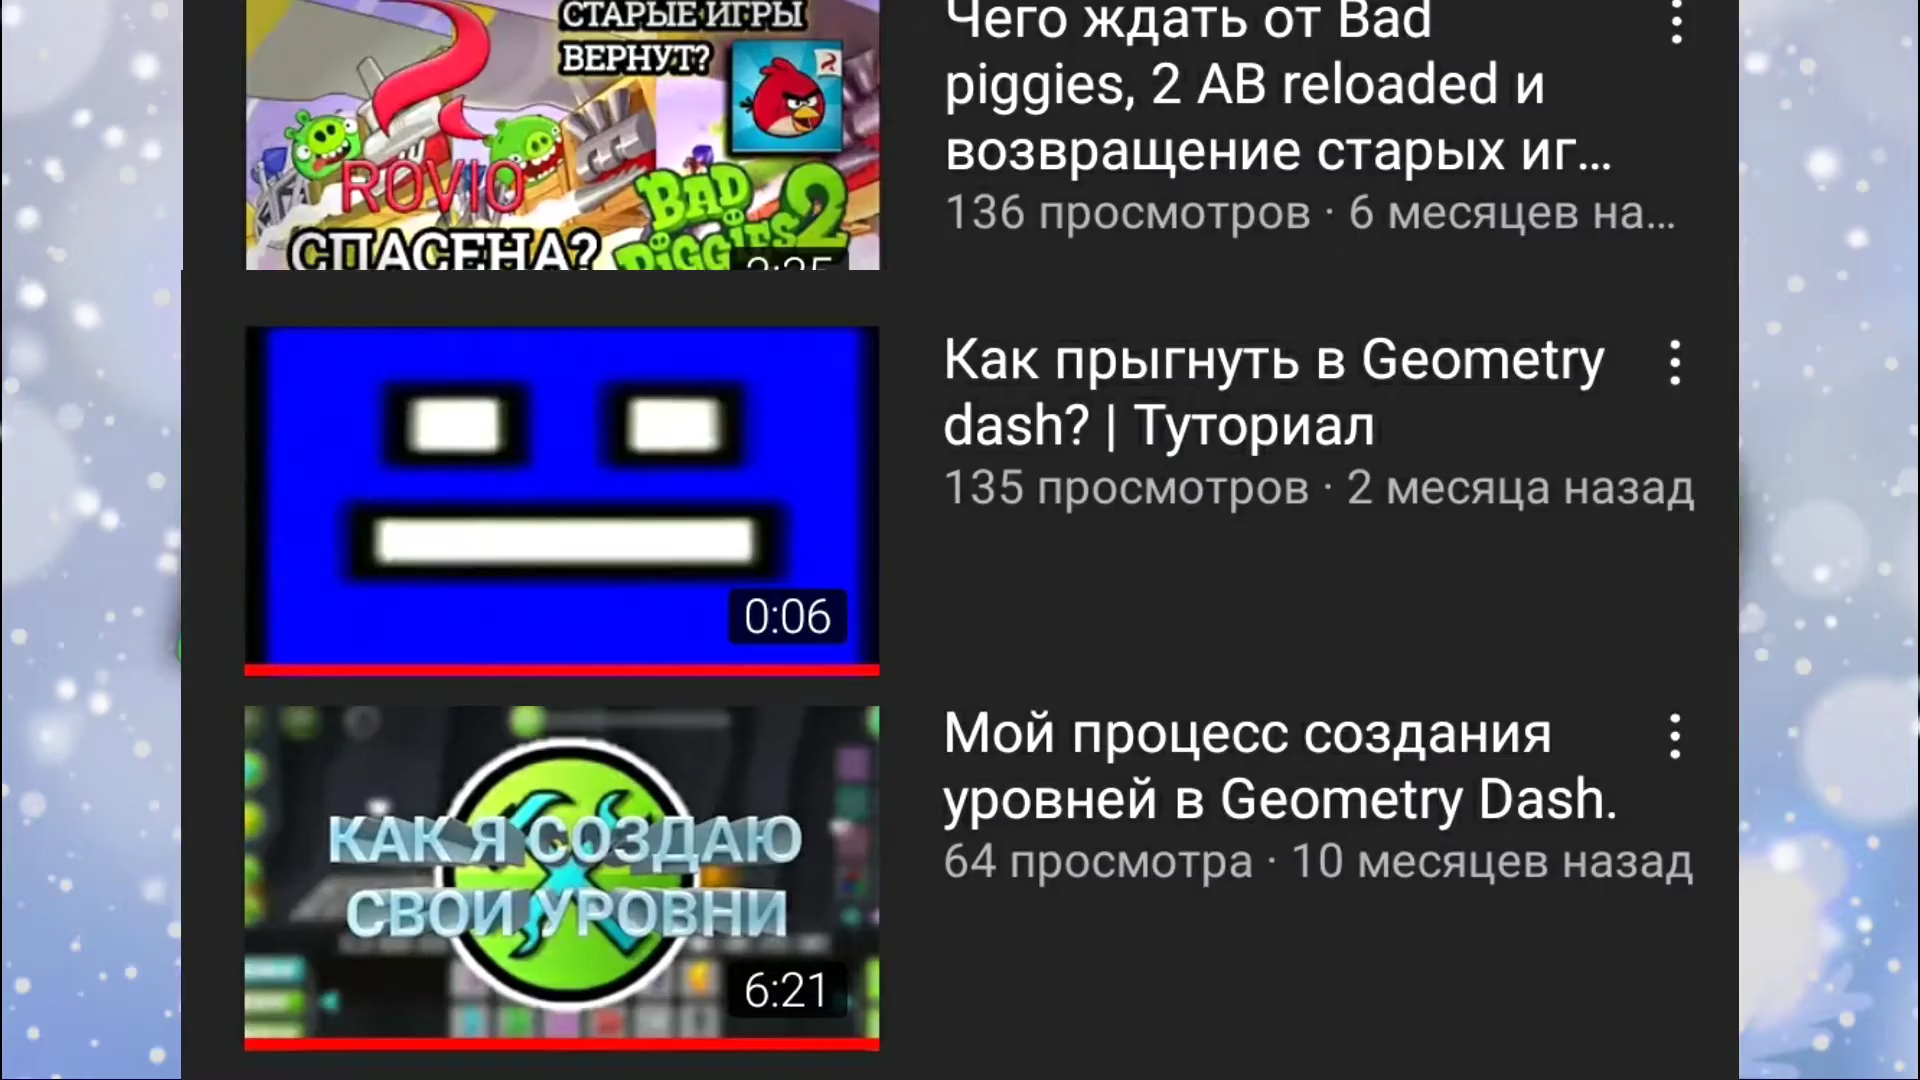 СТАРЫЕ ИГРЫ
ВЕРНУТ?
ROVIO
СПАСЕНА?
BAD
PIGGIES 2
Чего ждать от Bad
piggies, 2 AB reloaded и
возвращение старых иг...
136 просмотров · 6 месяцев на...
0:06
Как прыгнуть в Geometry
dash? | Туториал
135 просмотров · 2 месяца назад
КАК Я СОЗДАЮ
СВОИ УРОВНИ
6:21
Мой процесс создания
уровней в Geometry Dash.
64 просмотра · 10 месяцев назад